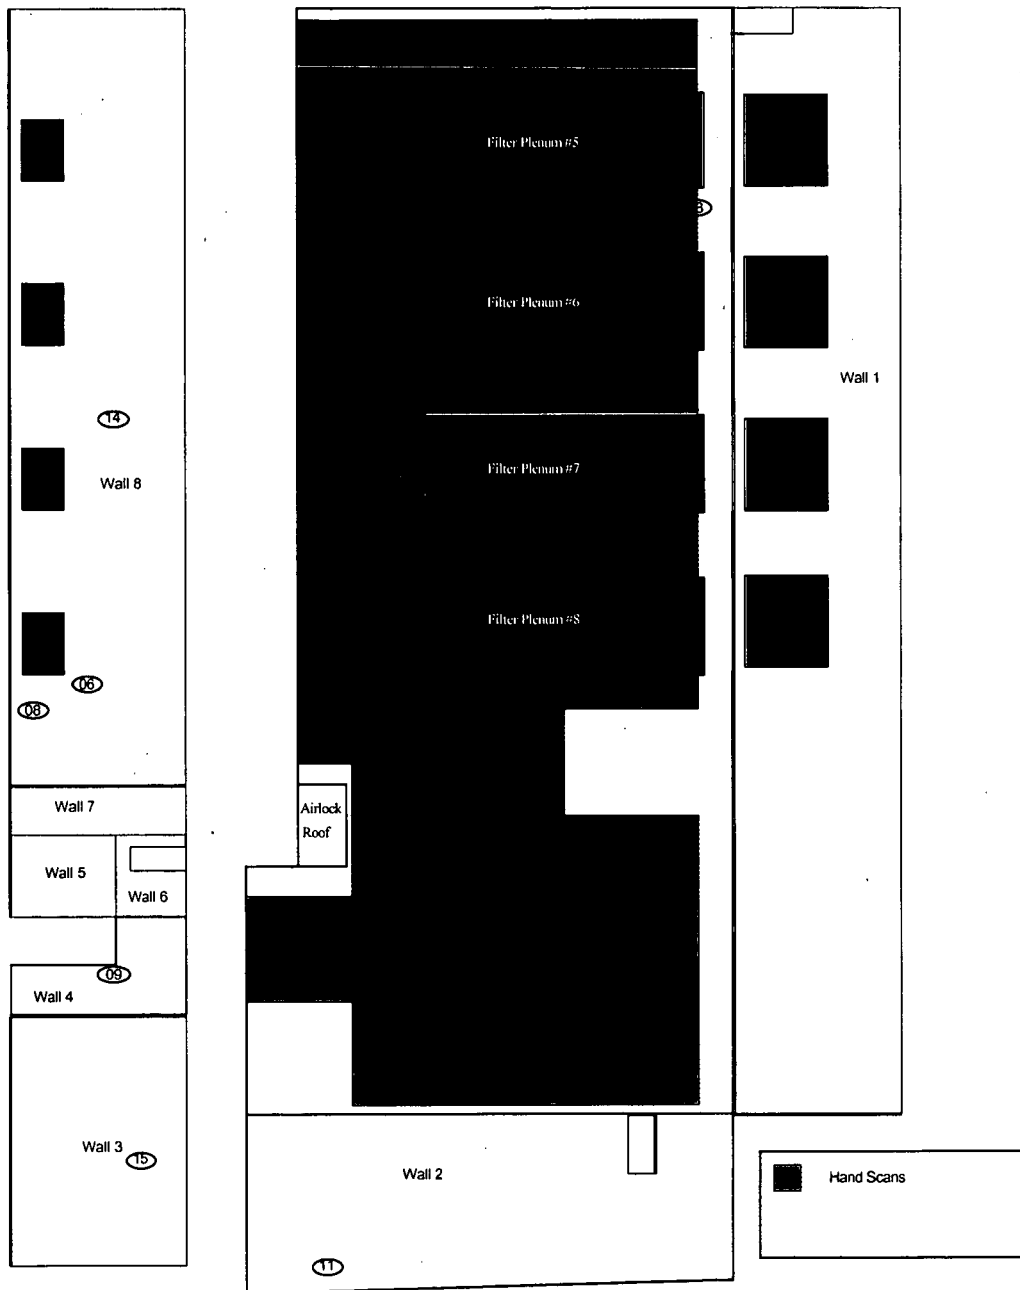 Filter Plenum #5
3
Filter Plenum #6
Wall 1
14
Filter Plenum #7
Wall 8
Filter Plenum #8
06
08
Wall 7
Airlock
Roof
Wall 5
Wall 6
09
Wall 4
Wall 3
15
Wall 2
Hand Scans
11